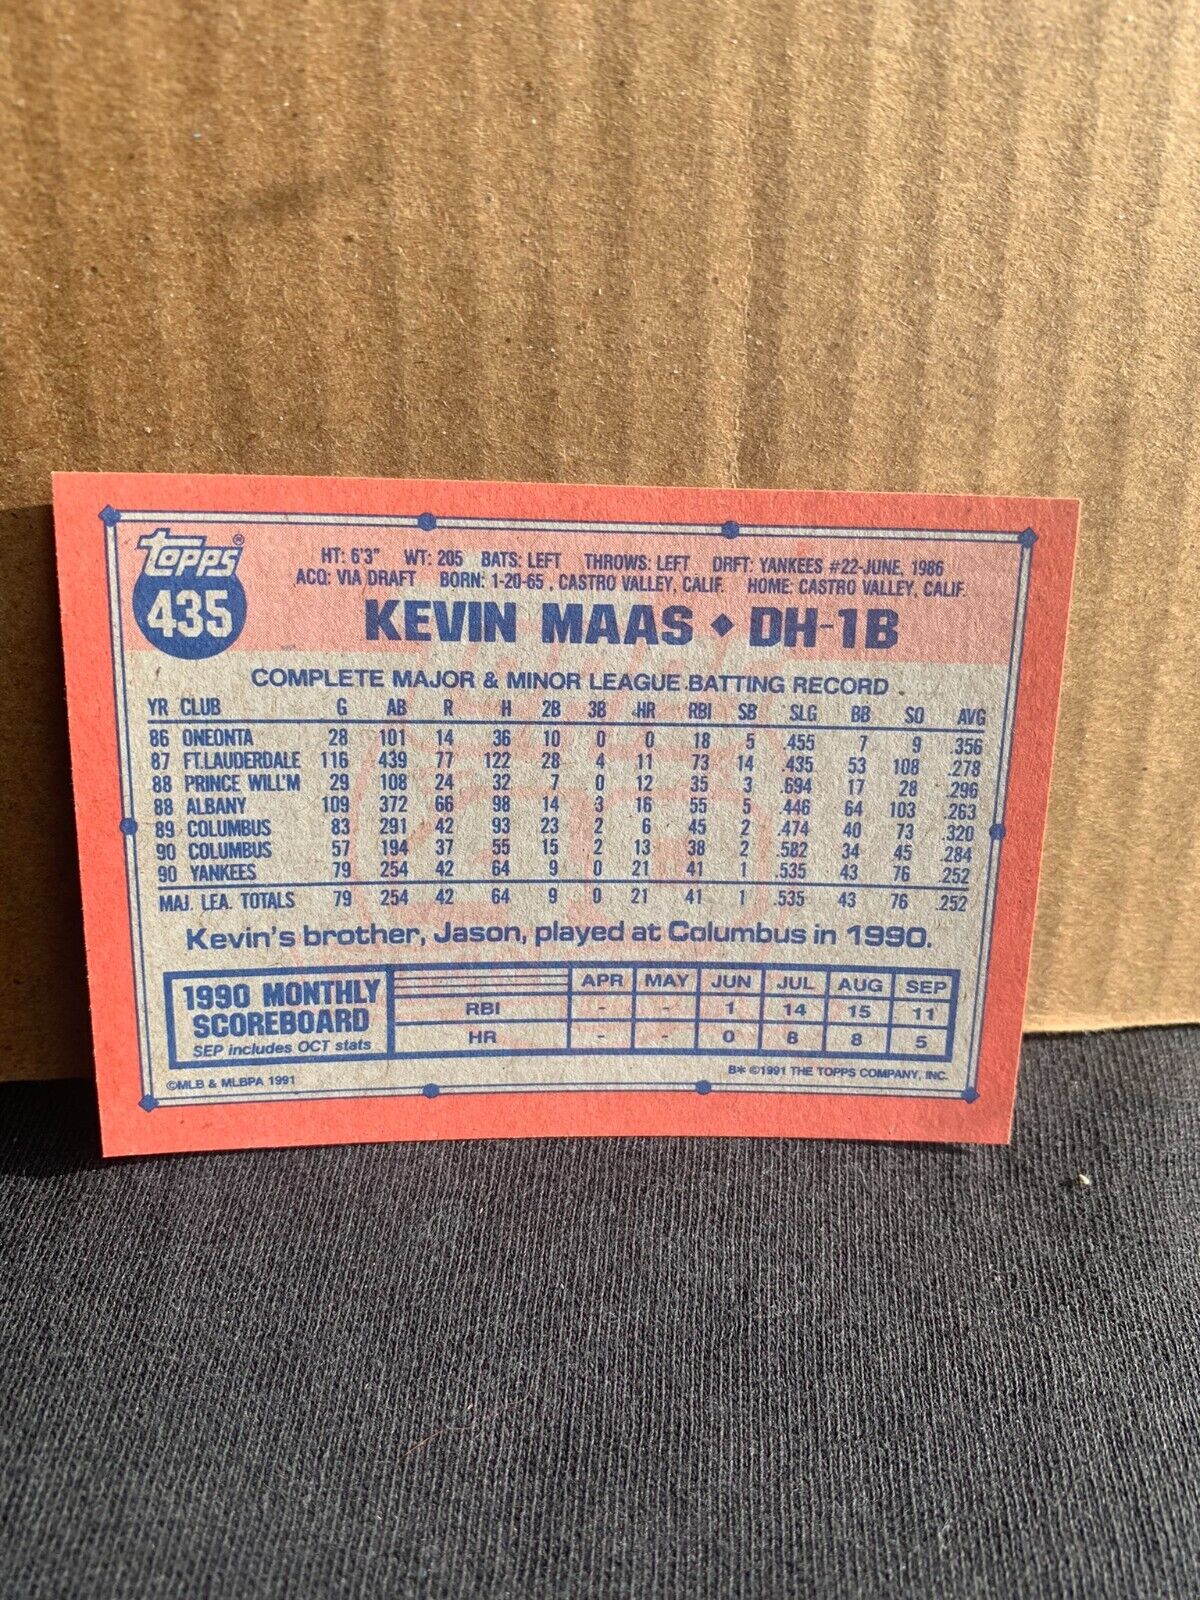 topps®
435
HT: 6'3" WT: 205 BATS: LEFT THROWS: LEFT DRFT: YANKEES #22-JUNE, 1986
ACQ: VIA DRAFT BORN: 1-20-65 , CASTRO VALLEY, CALIF. HOME: CASTRO VALLEY, CALIF.
KEVIN MAAS ♦ DH-1B
COMPLETE MAJOR & MINOR LEAGUE BATTING RECORD
YR CLUB G AB R H 2B 3B HR RBI SB SLG BB SO AVG
86 ONEONTA 28 101 14 36 10 0 0 18 5 .455 7 9 .356
87 FT.LAUDERDALE 116 439 77 122 28 4 11 73 14 .435 53 108 .278
88 PRINCE WILL'M 29 108 24 32 7 0 12 35 3 .694 17 28 .296
88 ALBANY 109 372 66 98 14 3 16 55 5 .446 64 103 .263
89 COLUMBUS 83 291 42 93 23 2 6 45 2 .474 40 73 .320
90 COLUMBUS 57 194 37 55 15 2 13 38 2 .582 34 45 .284
90 YANKEES 79 254 42 64 9 0 21 41 1 .535 43 76 .252
MAJ. LEA. TOTALS 79 254 42 64 9 0 21 41 1 .535 43 76 .252
Kevin's brother, Jason, played at Columbus in 1990.
1990 MONTHLY
SCOREBOARD
SEP includes OCT stats
APR MAY JUN JUL AUG SEP
RBI - - 1 14 15 11
HR - - 0 8 8 5
©MLB & MLBPA 1991
B* ©1991 THE TOPPS COMPANY, INC.